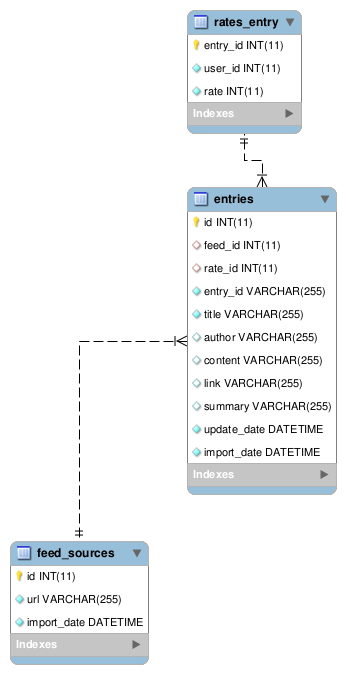 rates_entry
entry_id INT(11)
user_id INT(11)
rate INT(11)
Indexes
entries
id INT(11)
feed_id INT(11)
rate_id INT(11)
entry_id VARCHAR(255)
title VARCHAR(255)
author VARCHAR(255)
content VARCHAR(255)
link VARCHAR(255)
summary VARCHAR(255)
update_date DATETIME
import_date DATETIME
Indexes
feed_sources
id INT(11)
url VARCHAR(255)
import_date DATETIME
Indexes